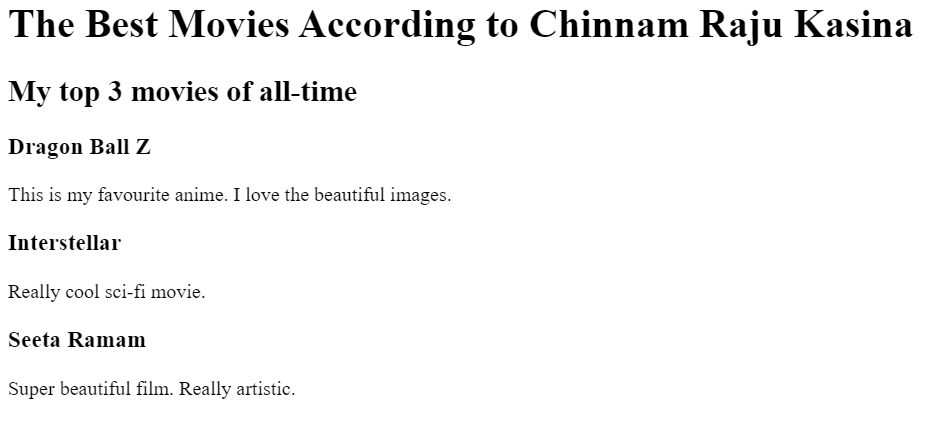 The Best Movies According to Chinnam Raju Kasina
My top 3 movies of all-time
Dragon Ball Z
This is my favourite anime. I love the beautiful images.
Interstellar
Really cool sci-fi movie.
Seeta Ramam
Super beautiful film. Really artistic.